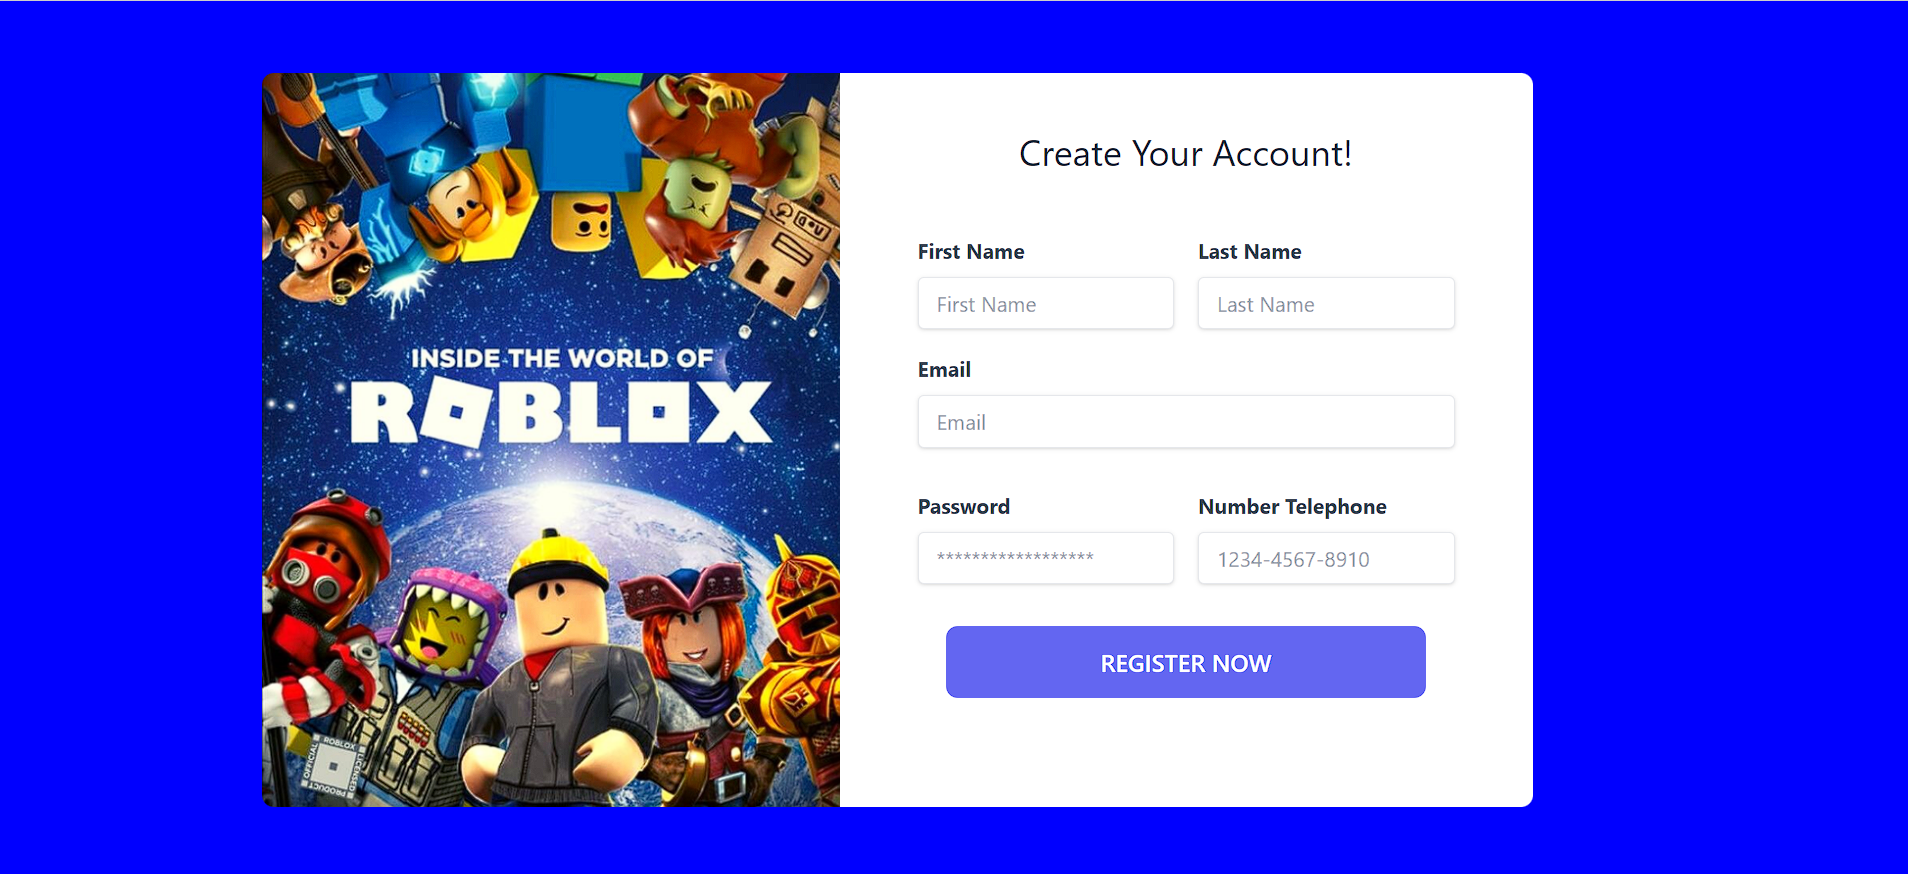 INSIDE THE WORLD OF
ROBLOX
OFFICIAL ROBLOX LICENSED PRODUCT
Create Your Account!
First Name
Last Name
First Name
Last Name
Email
Email
Password
Number Telephone
******************
1234-4567-8910
REGISTER NOW